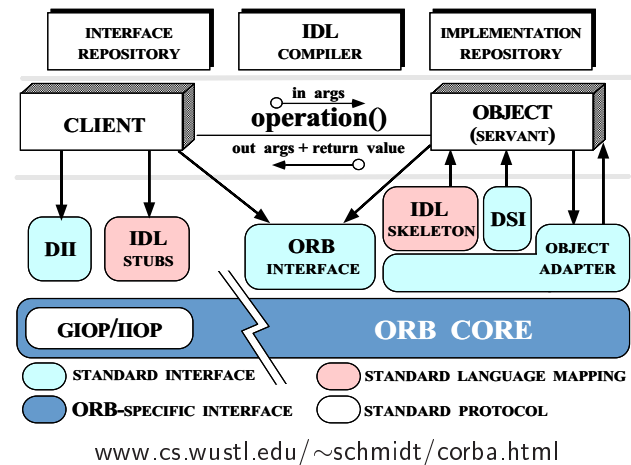 INTERFACE
REPOSITORY
IDL
COMPILER
IMPLEMENTATION
REPOSITORY
in args
operation()
out args + return value
CLIENT
OBJECT
(SERVANT)
DII
IDL
STUBS
ORB
INTERFACE
IDL
SKELETON
DSI
OBJECT
ADAPTER
GIOP/IIOP
ORB CORE
STANDARD INTERFACE
STANDARD LANGUAGE MAPPING
ORB-SPECIFIC INTERFACE
STANDARD PROTOCOL
www.cs.wustl.edu/~schmidt/corba.html